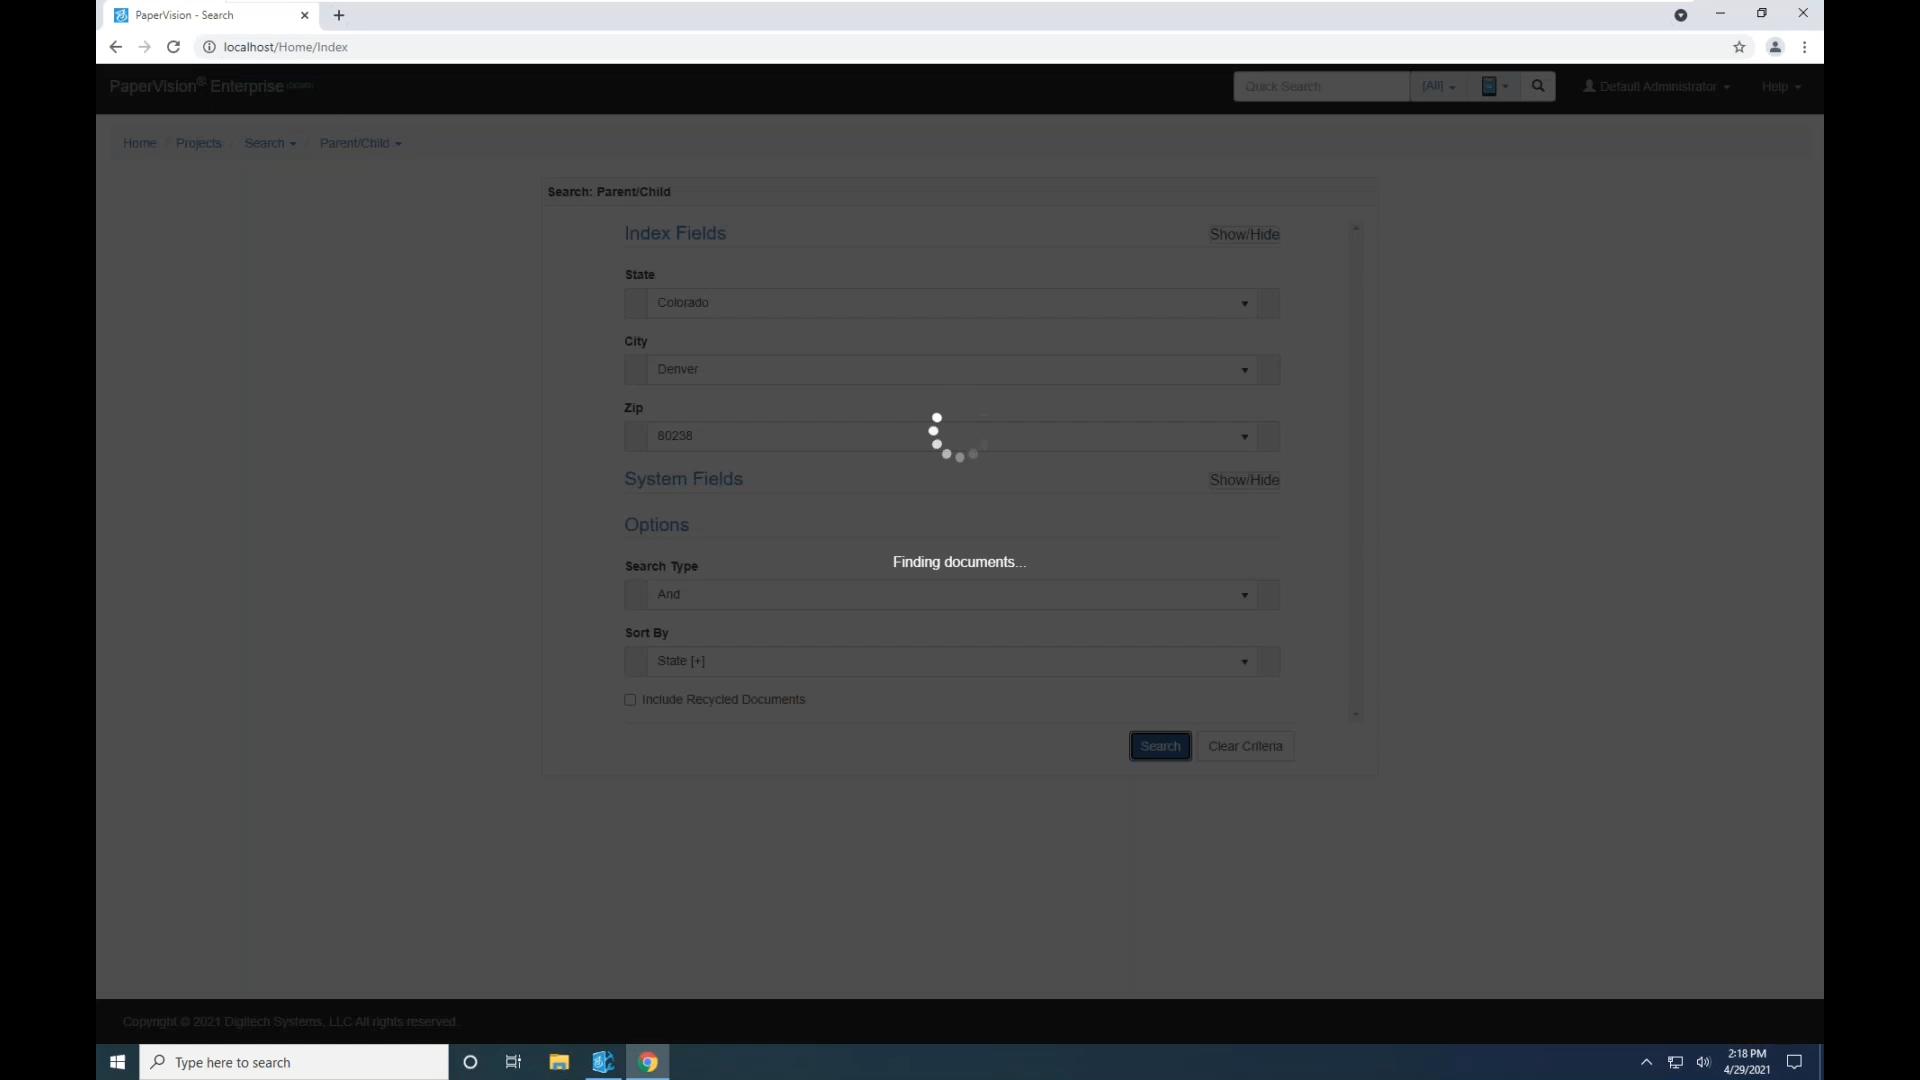 PaperVision - Search
localhost/Home/Index
PaperVision® Enterprise
Quick Search [All] Default Administrator Help
Home / Projects / Search / Parent/Child
Search: Parent/Child
Index Fields Show/Hide
State
Colorado
City
Denver
Zip
80238
System Fields Show/Hide
Options
Finding documents...
Search Type
And
Sort By
State [+]
Include Recycled Documents
Search Clear Criteria
Copyright © 2021 Digitech Systems, LLC All rights reserved.
Type here to search
2:18 PM
4/29/2021